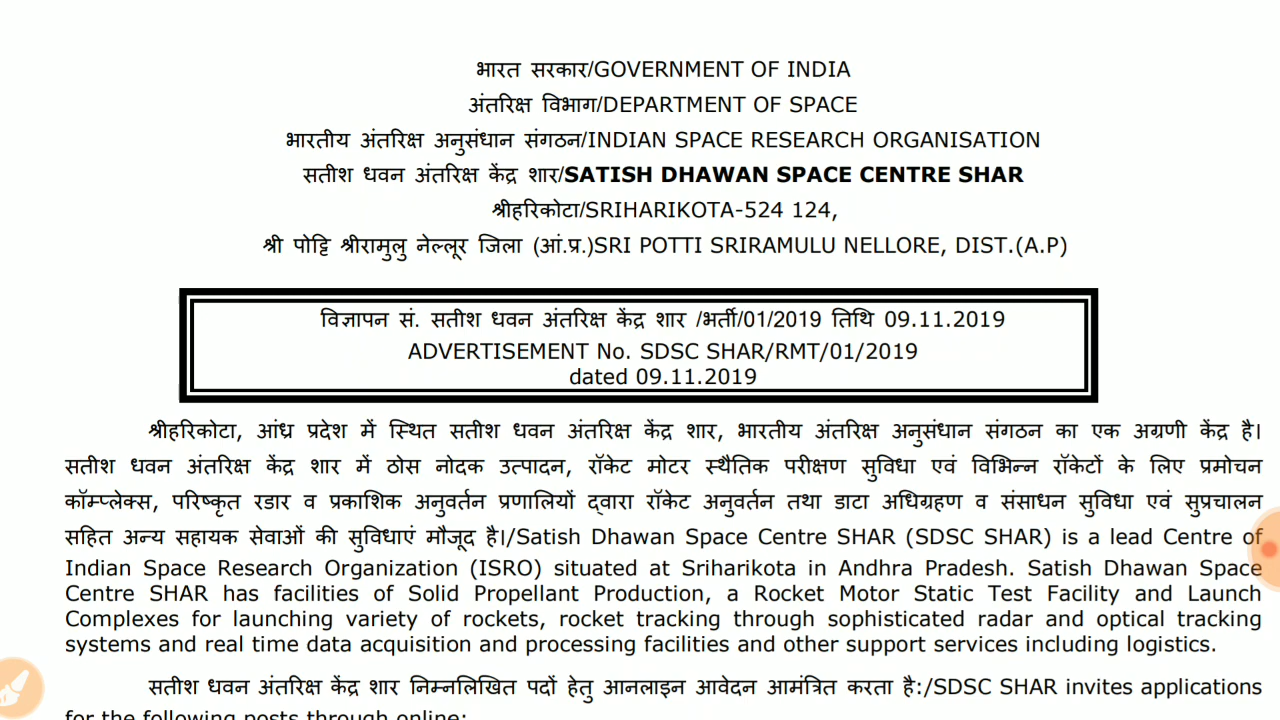 भारत सरकार/GOVERNMENT OF INDIA
अंतरिक्ष विभाग/DEPARTMENT OF SPACE
भारतीय अंतरिक्ष अनुसंधान संगठन/INDIAN SPACE RESEARCH ORGANISATION
सतीश धवन अंतरिक्ष केंद्र शार/SATISH DHAWAN SPACE CENTRE SHAR
श्रीहरिकोटा/SRIHARIKOTA-524 124,
श्री पोट्टि श्रीरामुलु नेल्लूर जिला (आं.प्र.)SRI POTTI SRIRAMULU NELLORE, DIST.(A.P)
विज्ञापन सं. सतीश धवन अंतरिक्ष केंद्र शार /भर्ती/01/2019 तिथि 09.11.2019
ADVERTISEMENT No. SDSC SHAR/RMT/01/2019
dated 09.11.2019
श्रीहरिकोटा, आंध्र प्रदेश में स्थित सतीश धवन अंतरिक्ष केंद्र शार, भारतीय अंतरिक्ष अनुसंधान संगठन का एक अग्रणी केंद्र है।
सतीश धवन अंतरिक्ष केंद्र शार में ठोस नोदक उत्पादन, रॉकेट मोटर स्थैतिक परीक्षण सुविधा एवं विभिन्न रॉकेटों के लिए प्रमोचन
कॉम्प्लेक्स, परिष्कृत रडार व प्रकाशिक अनुवर्तन प्रणालियों द्वारा रॉकेट अनुवर्तन तथा डाटा अधिग्रहण व संसाधन सुविधा एवं सुप्रचालन
सहित अन्य सहायक सेवाओं की सुविधाएं मौजूद है।/Satish Dhawan Space Centre SHAR (SDSC SHAR) is a lead Centre of
Indian Space Research Organization (ISRO) situated at Sriharikota in Andhra Pradesh. Satish Dhawan Space
Centre SHAR has facilities of Solid Propellant Production, a Rocket Motor Static Test Facility and Launch
Complexes for launching variety of rockets, rocket tracking through sophisticated radar and optical tracking
systems and real time data acquisition and processing facilities and other support services including logistics.
सतीश धवन अंतरिक्ष केंद्र शार निम्नलिखित पदों हेतु आनलाइन आवेदन आमंत्रित करता है:/SDSC SHAR invites applications
for the following posts through online: